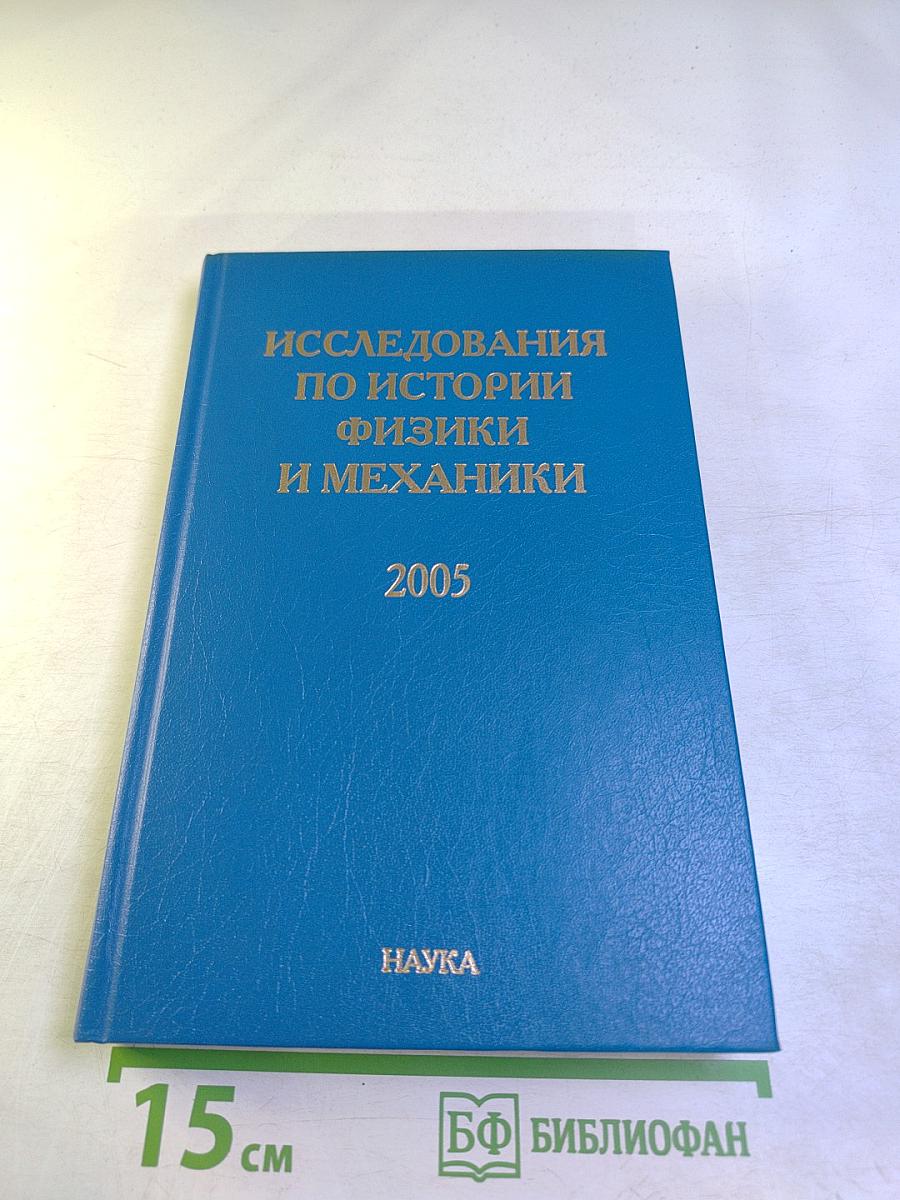 ИССЛЕДОВАНИЯ
ПО ИСТОРИИ
ФИЗИКИ
И МЕХАНИКИ
2005
НАУКА
15 см
БФ БИБЛИОФАН